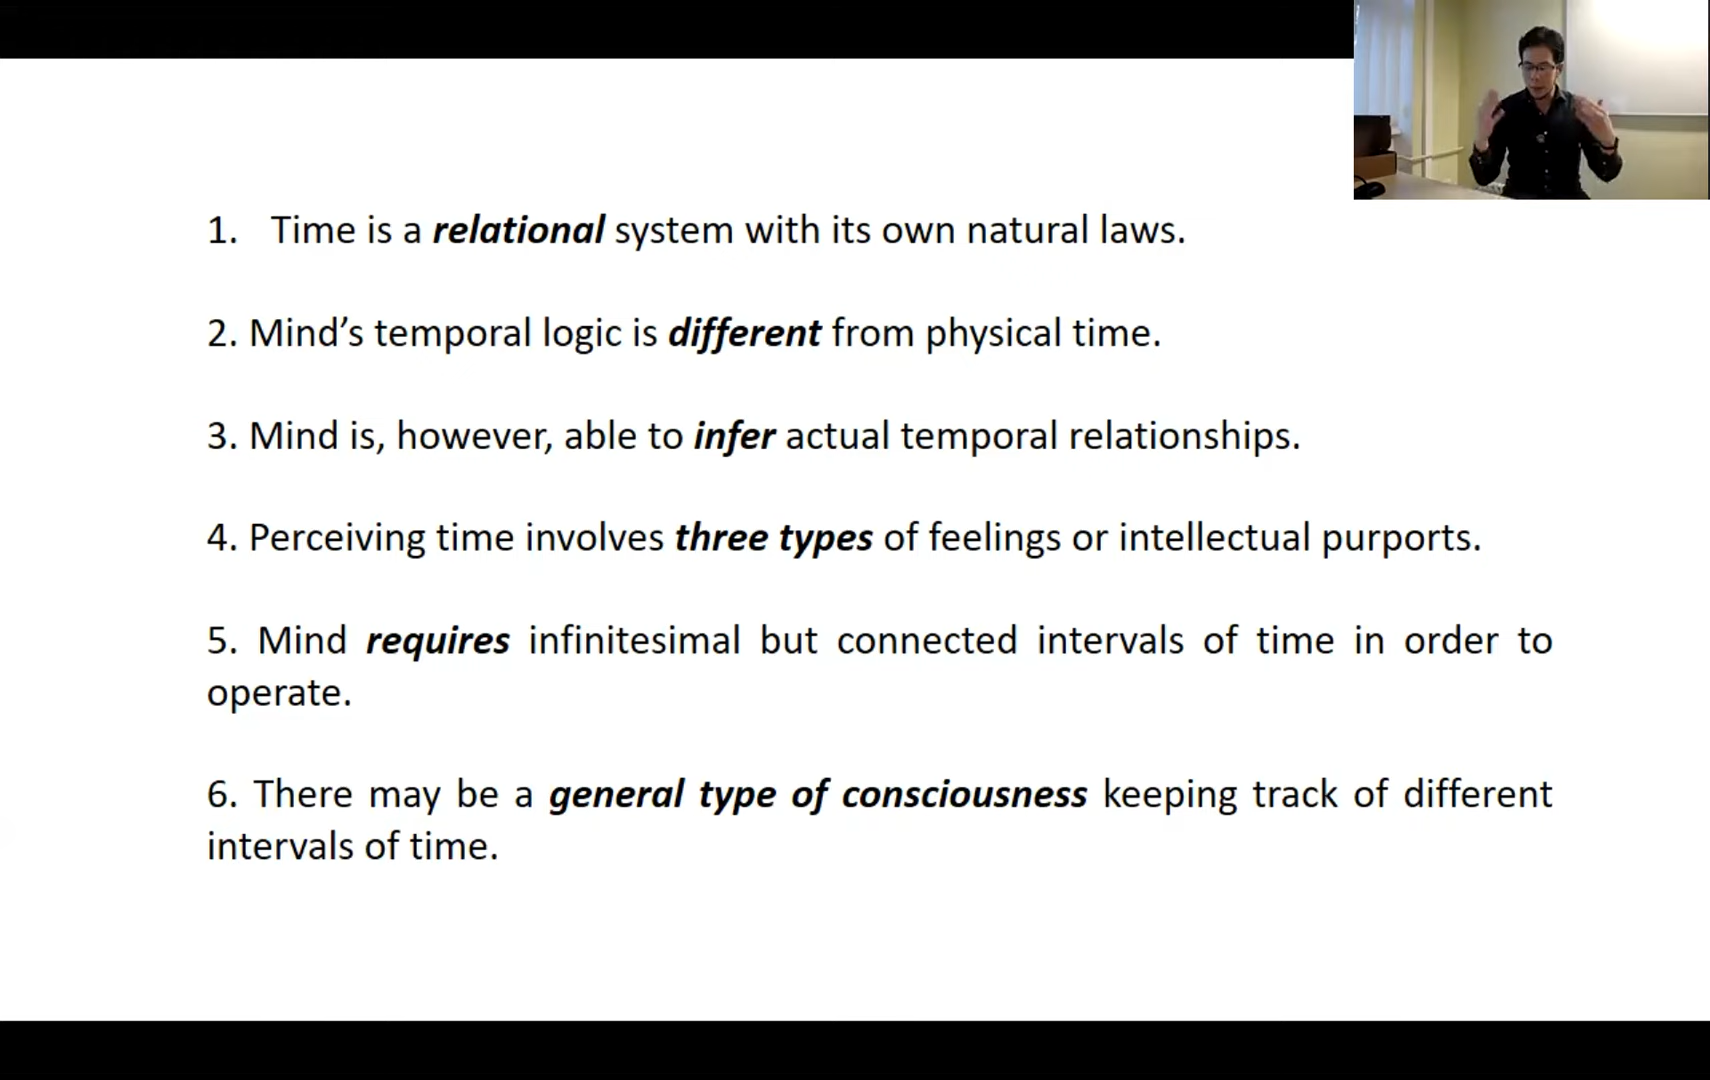 1. Time is a relational system with its own natural laws.
2. Mind’s temporal logic is different from physical time.
3. Mind is, however, able to infer actual temporal relationships.
4. Perceiving time involves three types of feelings or intellectual purports.
5. Mind requires infinitesimal but connected intervals of time in order to
operate.
6. There may be a general type of consciousness keeping track of different
intervals of time.